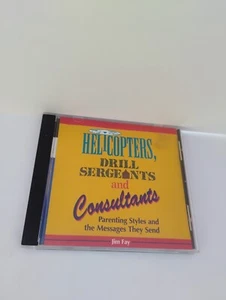 HELICOPTERS,
DRILL
SERGEANTS
and
Consultants
Parenting Styles and
the Messages They Send
Jim Fay